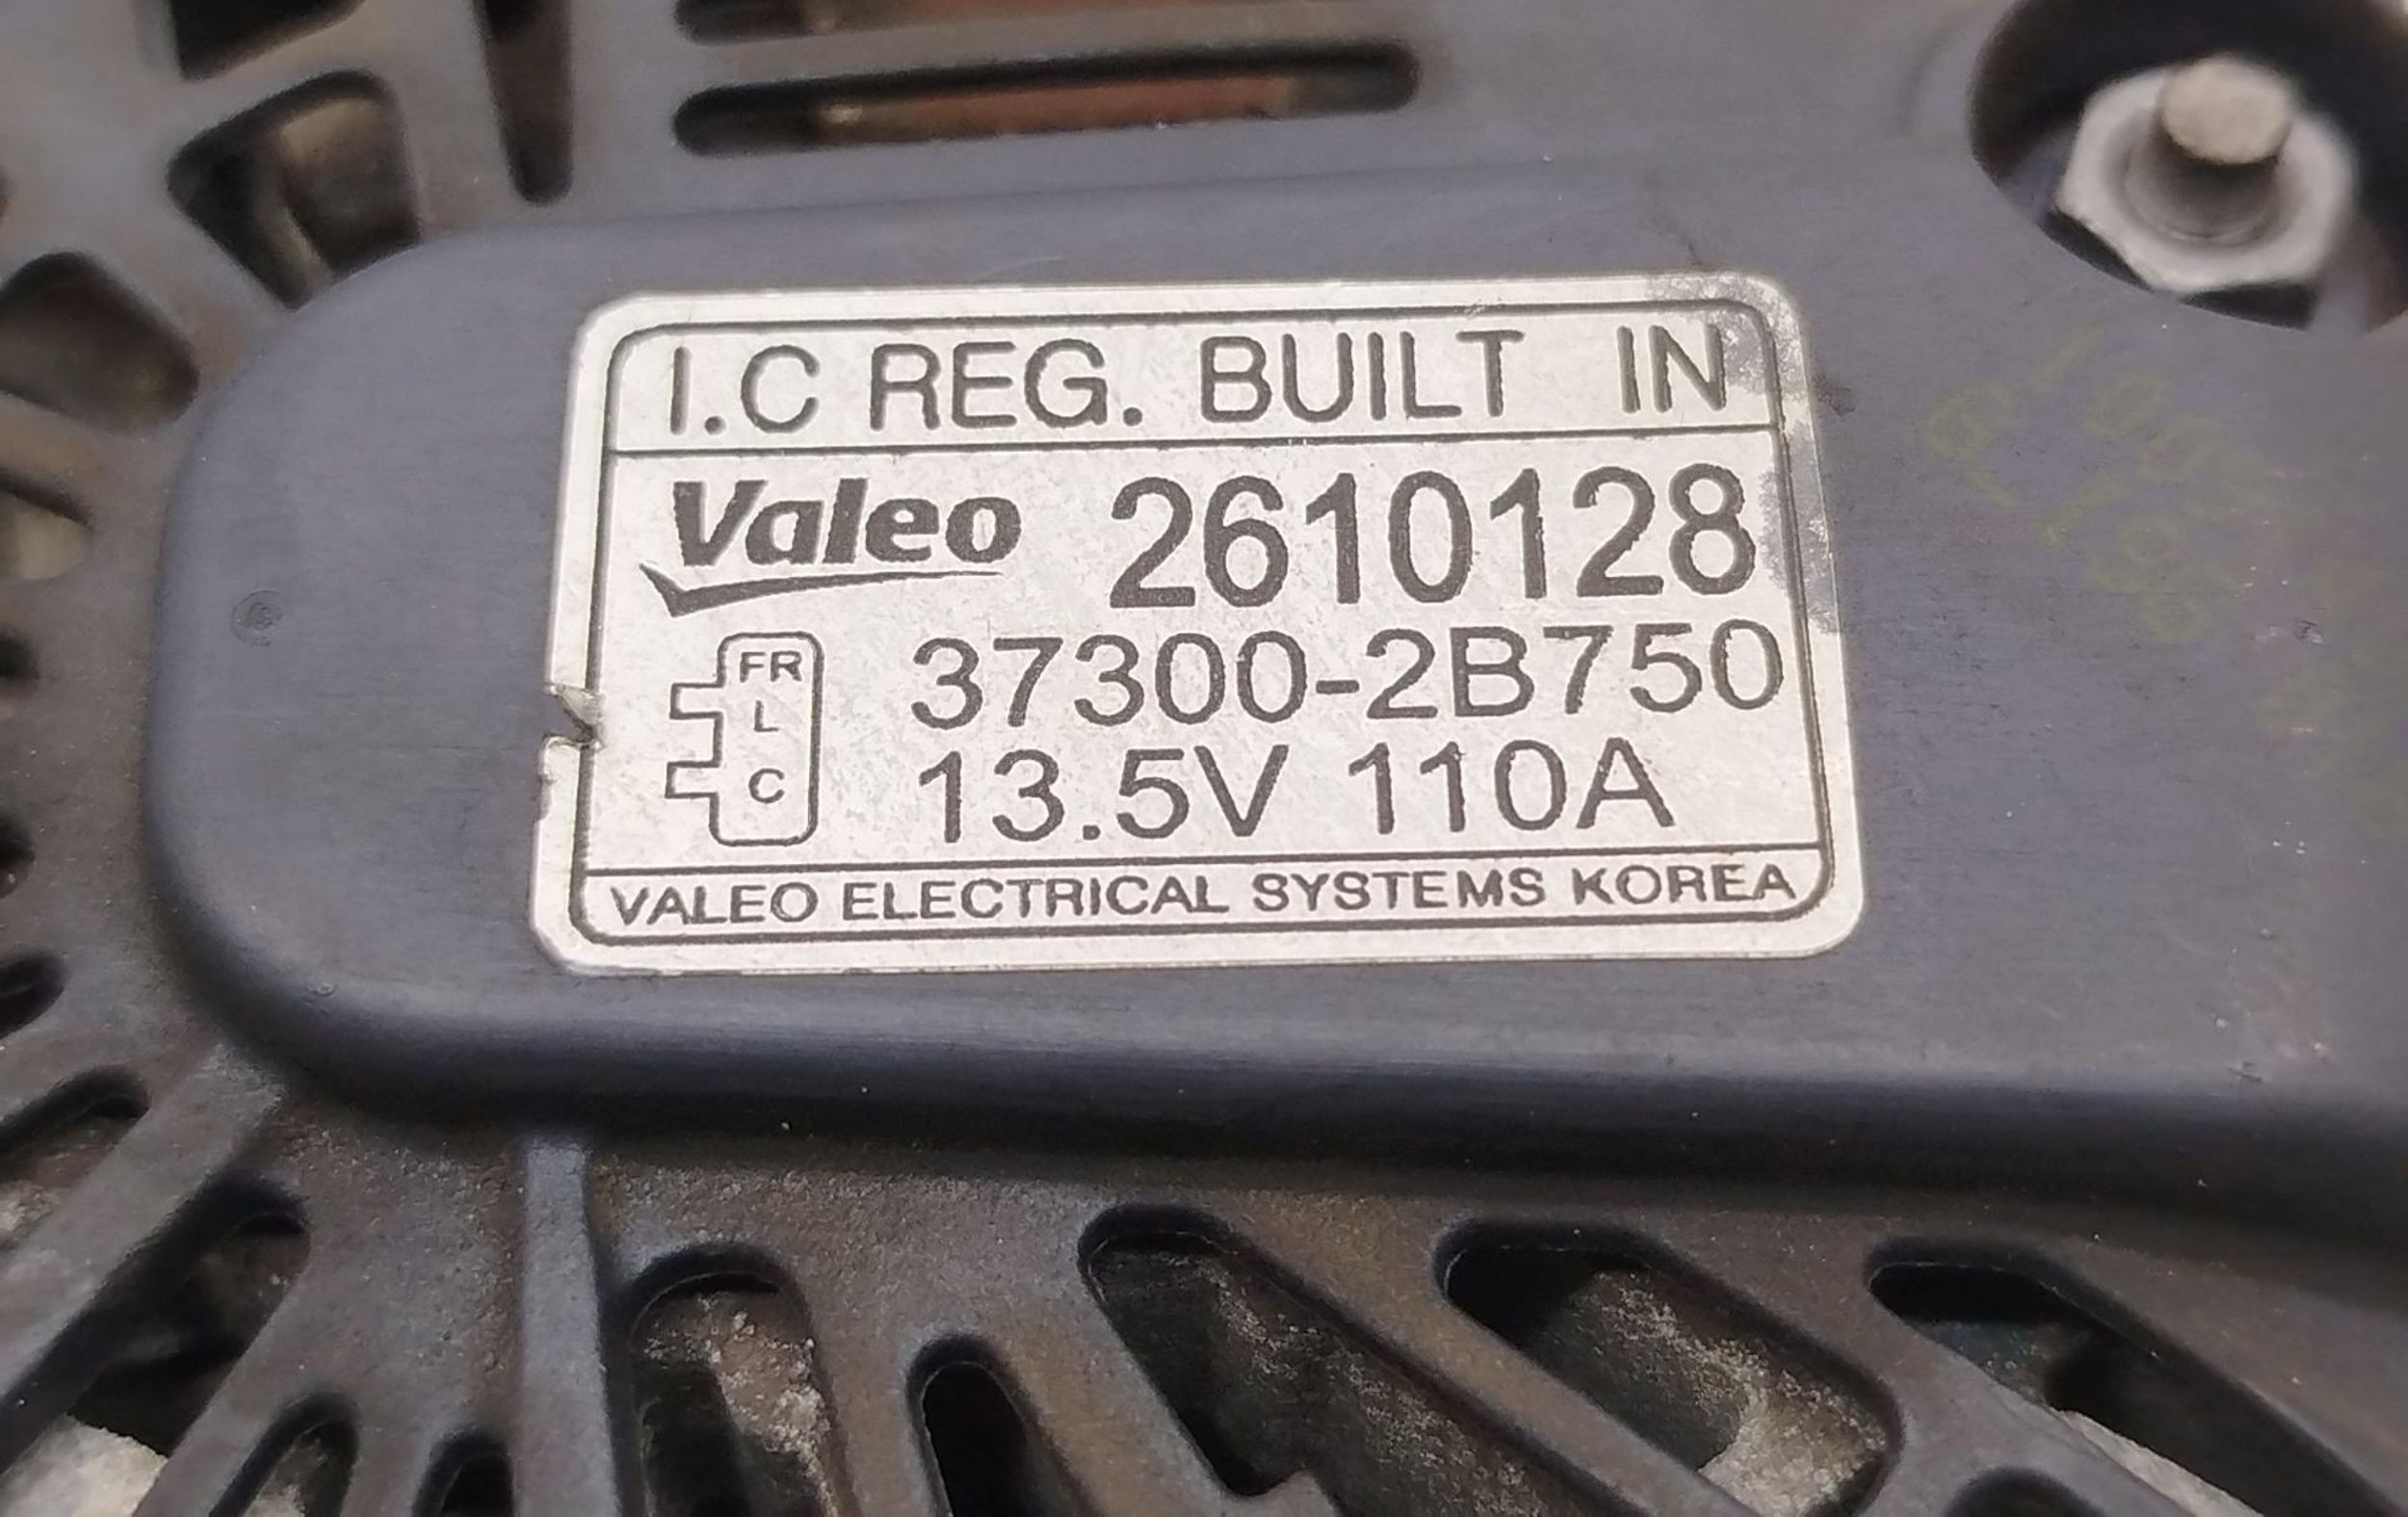 I.C REG. BUILT IN
Valeo 2610128
FR
L
C
37300-2B750
13.5V 110A
VALEO ELECTRICAL SYSTEMS KOREA